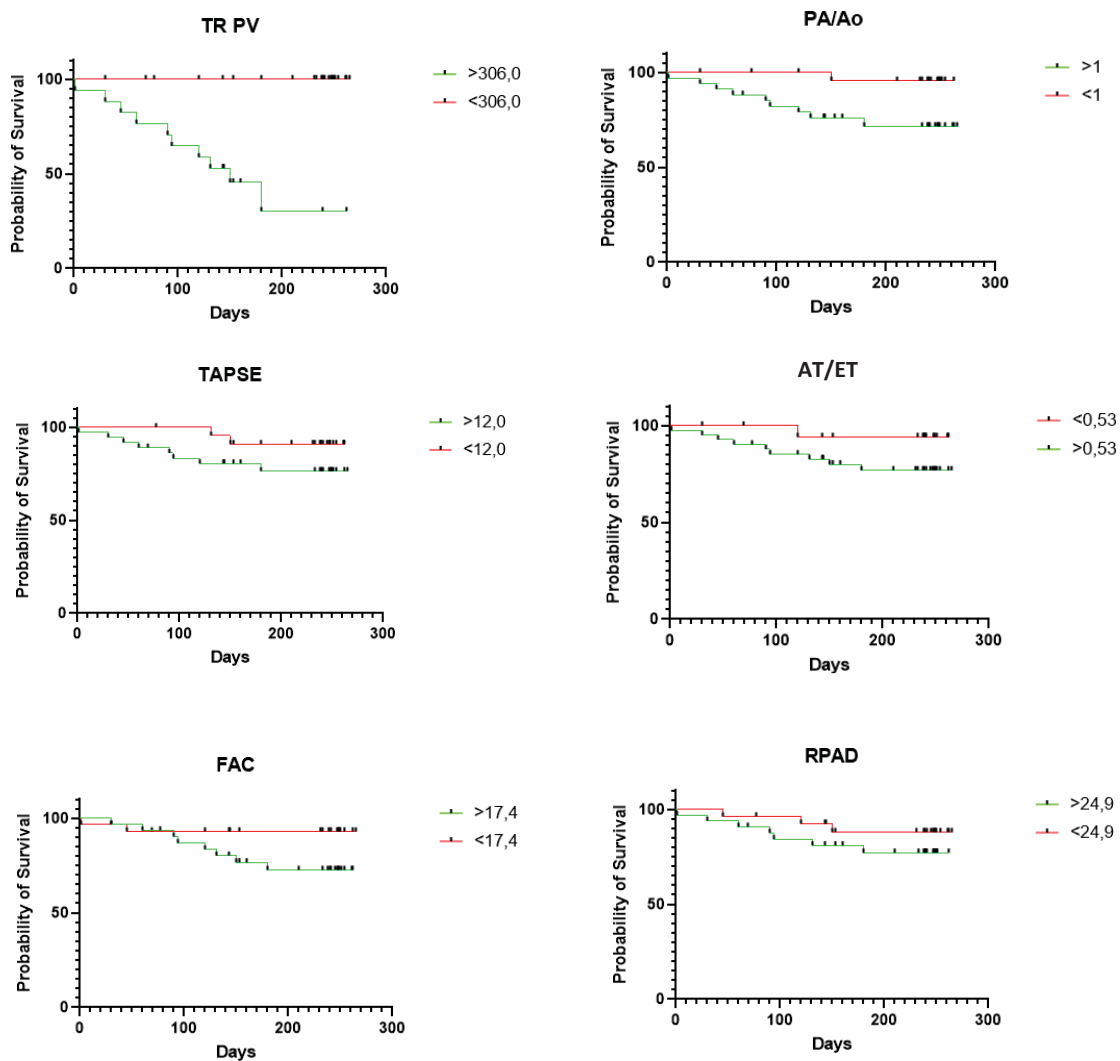 TR PV
Probability of Survival
100
50
0
0 100 200 300
Days
>306,0
<306,0
PA/Ao
Probability of Survival
100
50
0
0 100 200 300
Days
>1
<1
TAPSE
Probability of Survival
100
50
0
0 100 200 300
Days
>12,0
<12,0
AT/ET
Probability of Survival
100
50
0
0 100 200 300
Days
<0,53
>0,53
FAC
Probability of Survival
100
50
0
0 100 200 300
Days
>17,4
<17,4
RPAD
Probability of Survival
100
50
0
0 100 200 300
Days
>24,9
<24,9